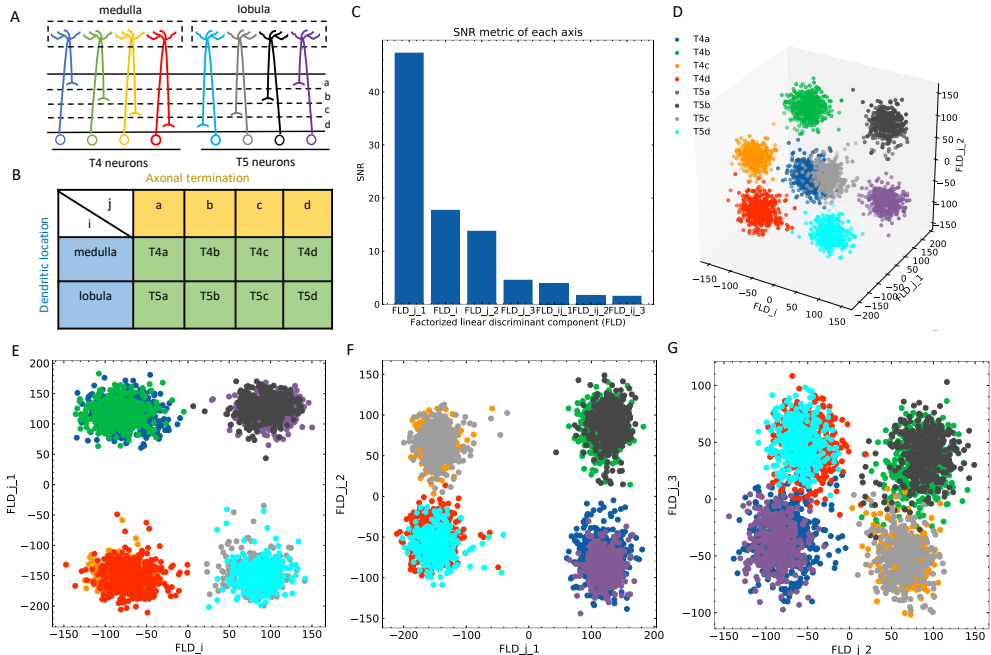 A
medulla
lobula
a
b
c
d
T4 neurons
T5 neurons
B
Axonal termination
Dendritic location
j
i
a
b
c
d
medulla
T4a
T4b
T4c
T4d
lobula
T5a
T5b
T5c
T5d
C
SNR metric of each axis
SNR
40
30
20
10
0
FLD_j_1
FLD_i
FLD_j_2
FLD_j_3
FLD_ij_1
FLD_ij_2
FLD_ij_3
Factorized linear discriminant component (FLD)
D
T4a
T4b
T4c
T4d
T5a
T5b
T5c
T5d
150
100
50
0
−50
−100
−150
FLD_j_2
200
150
100
50
0
−50
−100
−150
−200
FLD_j_1
−150
−100
−50
0
50
100
150
FLD_i
E
200
150
100
50
0
−50
−100
−150
−200
FLD_j_1
−150
−100
−50
0
50
100
150
FLD_i
F
150
100
50
0
−50
−100
−150
FLD_j_2
−200
−100
0
100
200
FLD_j_1
G
100
50
0
−50
−100
FLD_j_3
−150
−100
−50
0
50
100
150
FLD_j_2